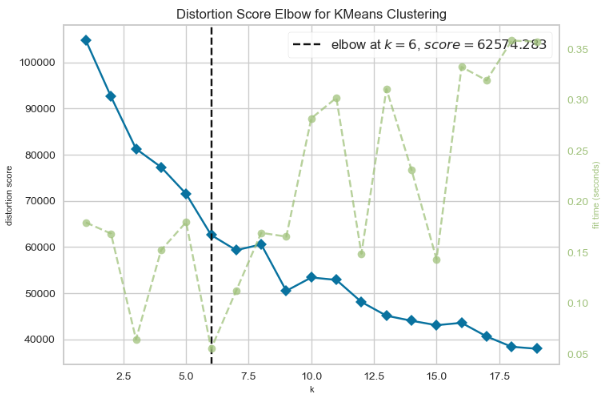 Distortion Score Elbow for KMeans Clustering
elbow at k = 6, score = 62574.283
100000
90000
80000
70000
60000
50000
40000
distortion score
0.35
0.30
0.25
0.20
0.15
0.10
0.05
fit time (seconds)
2.5 5.0 7.5 10.0 12.5 15.0 17.5
k